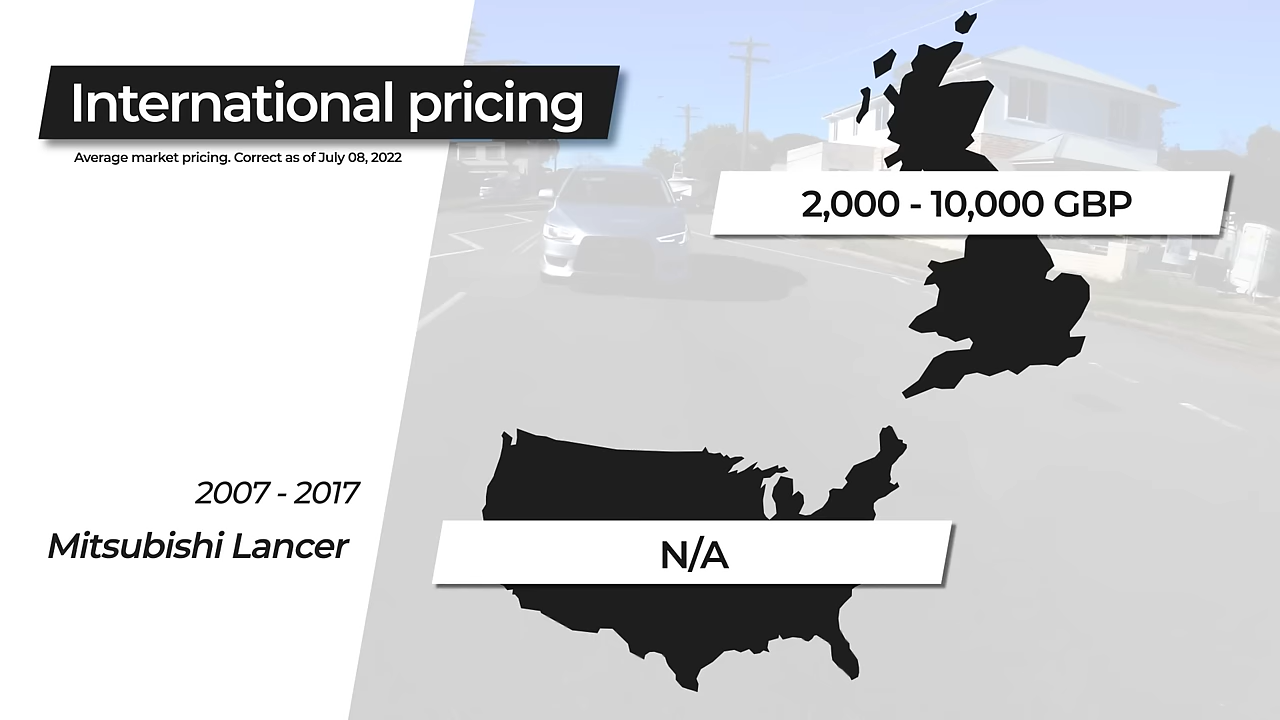 International pricing
Average market pricing. Correct as of July 08, 2022
2,000 - 10,000 GBP
2007 - 2017
Mitsubishi Lancer
N/A